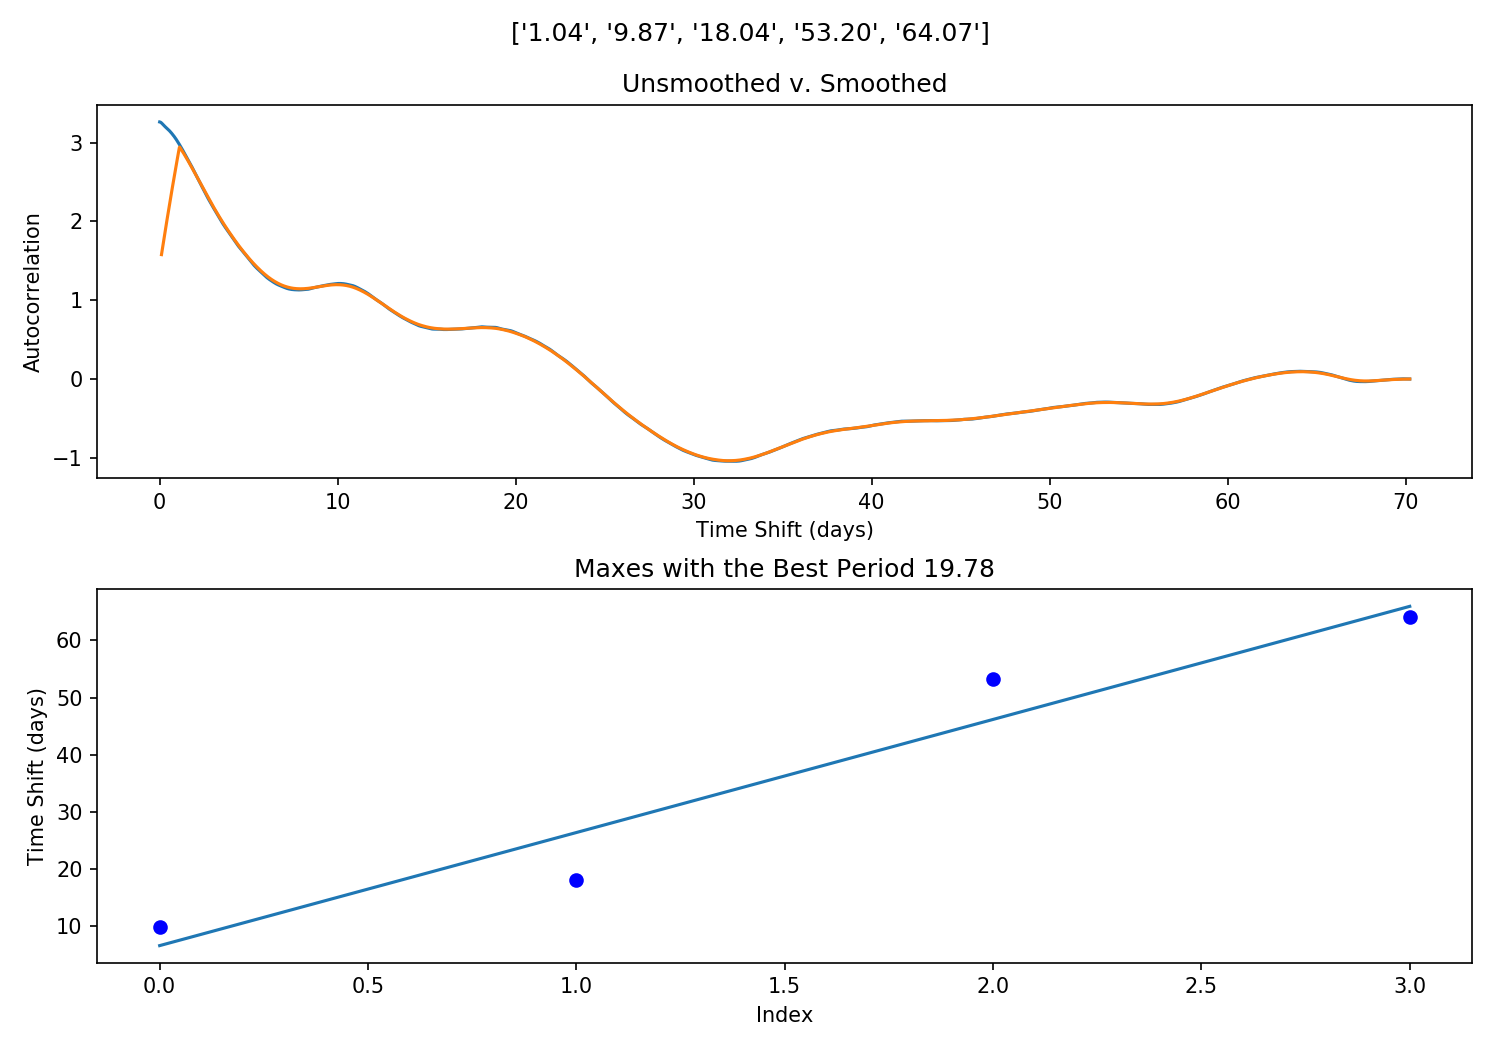 ['1.04', '9.87', '18.04', '53.20', '64.07']
Unsmoothed v. Smoothed
Autocorrelation
3
2
1
0
−1
0 10 20 30 40 50 60 70
Time Shift (days)
Maxes with the Best Period 19.78
Time Shift (days)
60
50
40
30
20
10
0.0 0.5 1.0 1.5 2.0 2.5 3.0
Index